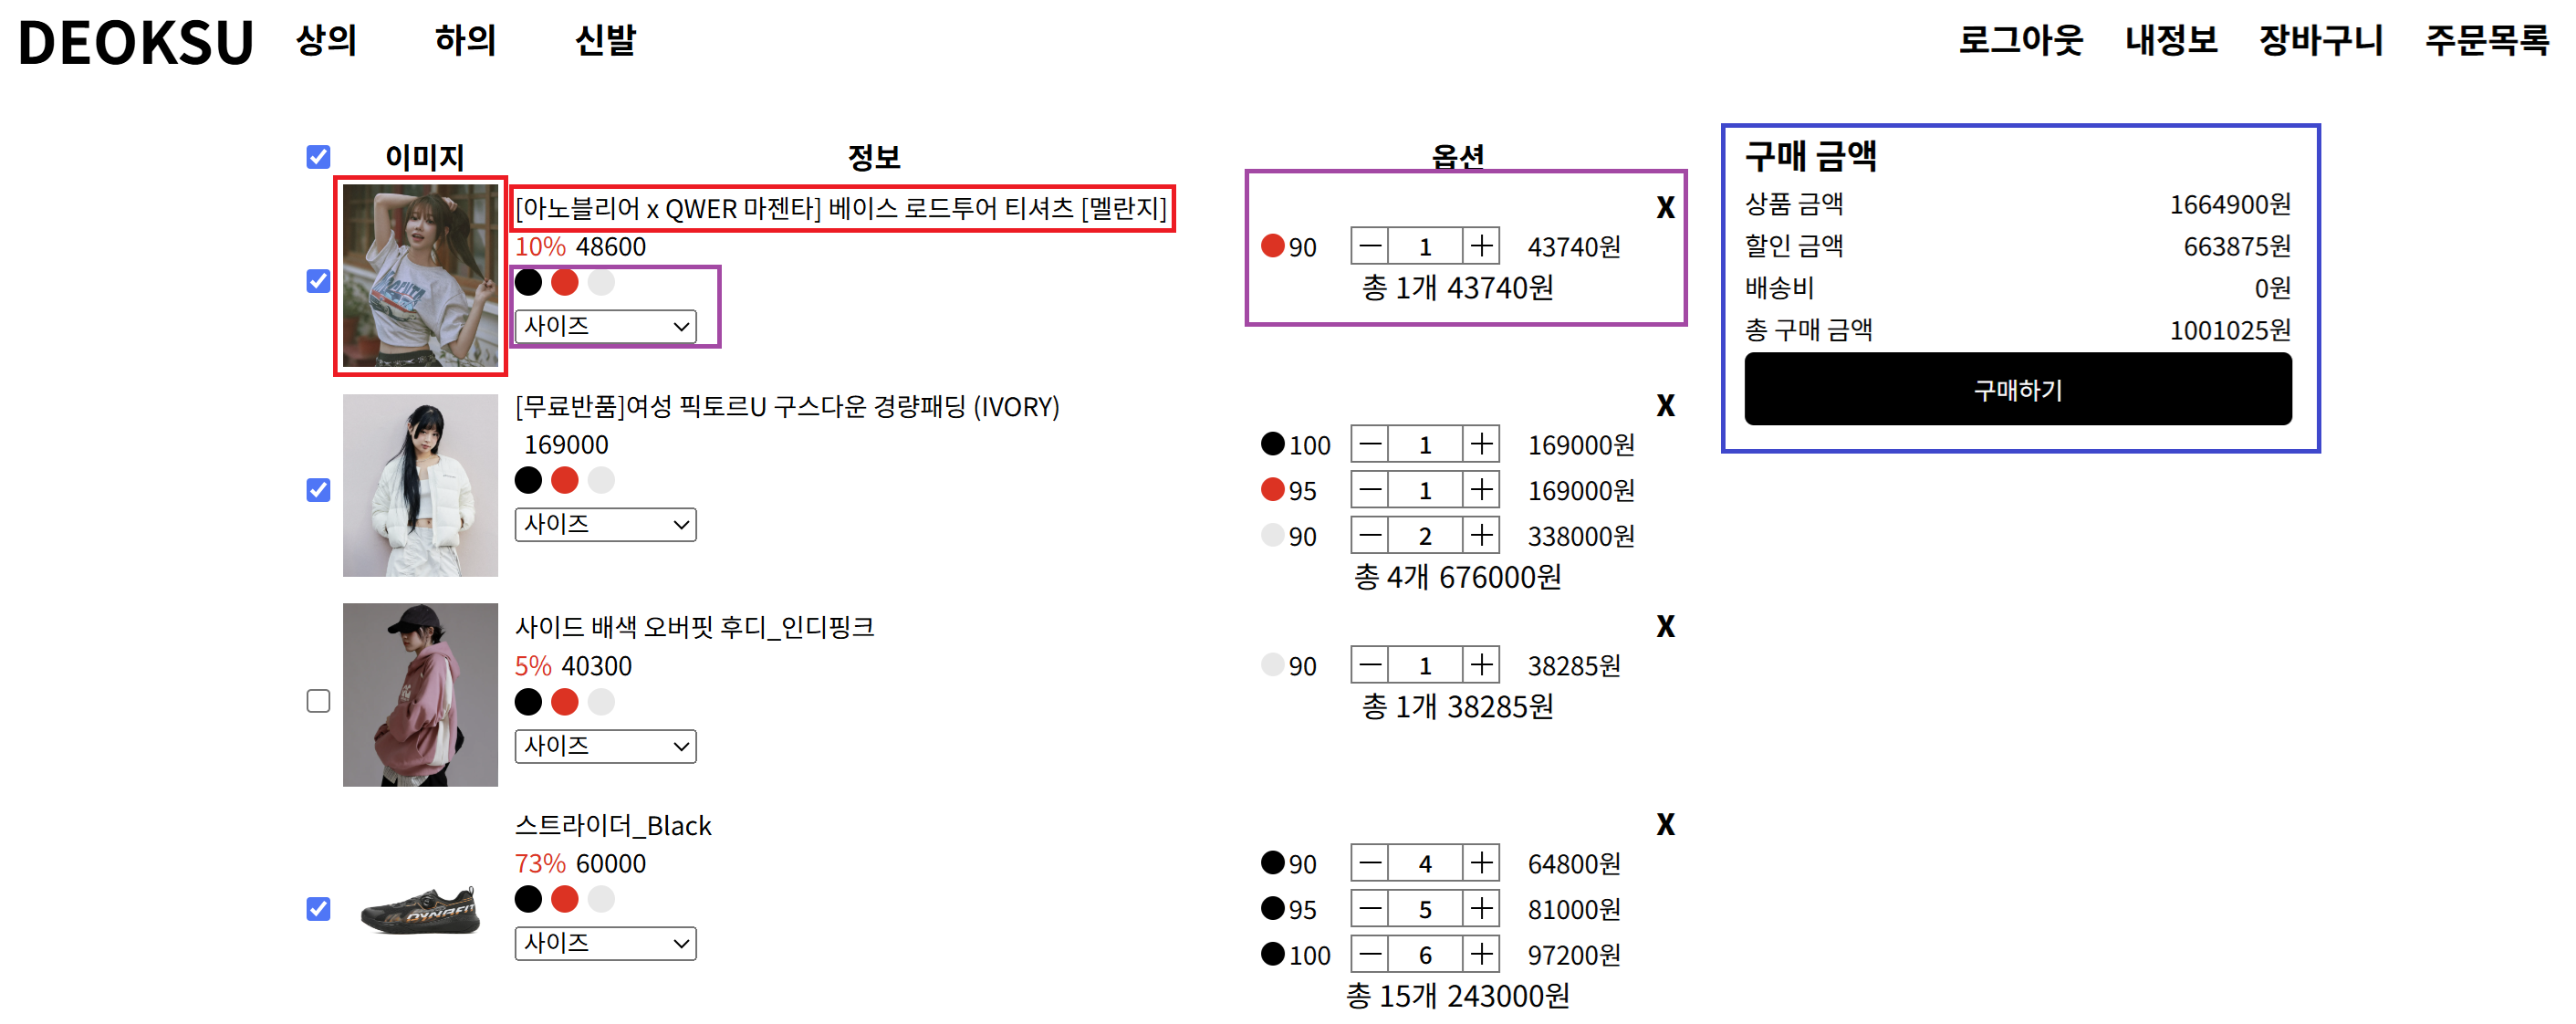 DEOKSU 상의 하의 신발 로그아웃 내정보 장바구니 주문목록
이미지 정보 옵션
[아노블리어 x QWER 마젠타] 베이스 로드투어 티셔츠 [멜란지] X
10% 48600
90 — 1 + 43740원
사이즈
총 1개 43740원
[무료반품]여성 픽토르U 구스다운 경량패딩 (IVORY) X
169000
100 — 1 + 169000원
사이즈
95 — 1 + 169000원
90 — 2 + 338000원
총 4개 676000원
사이드 배색 오버핏 후디_인디핑크 X
5% 40300
90 — 1 + 38285원
사이즈
총 1개 38285원
스트라이더_Black X
73% 60000
90 — 4 + 64800원
DYNAFIT
사이즈
95 — 5 + 81000원
100 — 6 + 97200원
총 15개 243000원
구매 금액
상품 금액 1664900원
할인 금액 663875원
배송비 0원
총 구매 금액 1001025원
구매하기